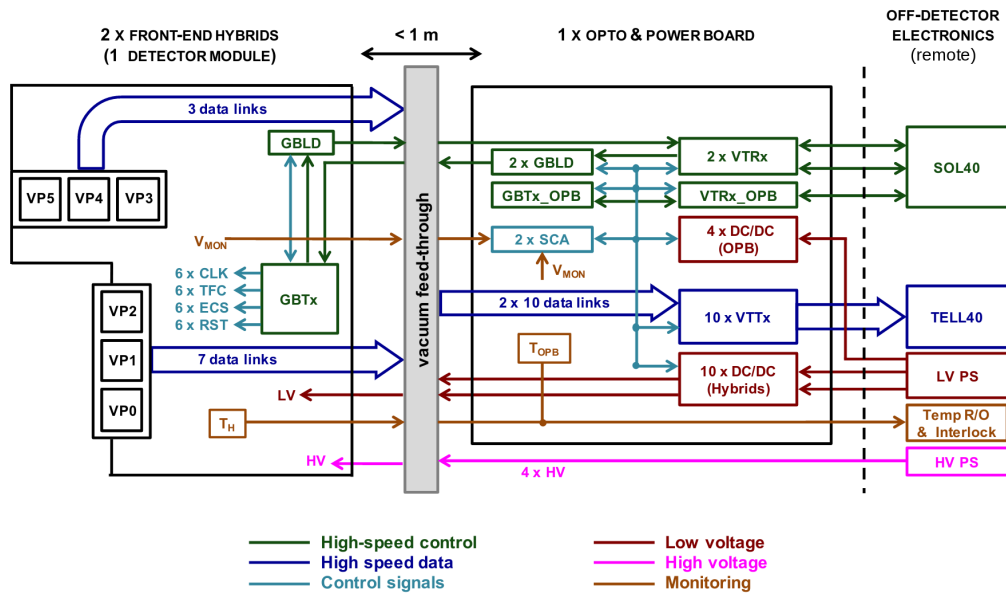 2 x FRONT-END HYBRIDS
(1 DETECTOR MODULE)
< 1 m
1 x OPTO & POWER BOARD
OFF-DETECTOR
ELECTRONICS
(remote)
3 data links
GBLD
2 x GBLD
2 x VTRx
SOL40
VP5
VP4
VP3
GBTx_OPB
VTRx_OPB
vacuum feed-through
VMON
2 x SCA
4 x DC/DC
(OPB)
VMON
6 x CLK
6 x TFC
6 x ECS
6 x RST
GBTx
VP2
VP1
VP0
2 x 10 data links
10 x VTTx
TELL40
7 data links
TOPB
10 x DC/DC
(Hybrids)
LV PS
LV
TH
Temp R/O
& Interlock
HV
4 x HV
HV PS
High-speed control
High speed data
Control signals
Low voltage
High voltage
Monitoring